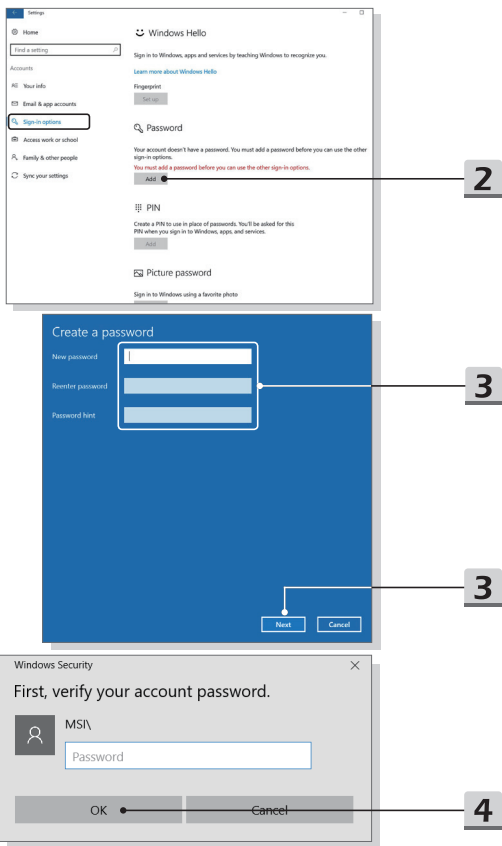 Settings
Home
Find a setting
Accounts
Your info
Email & app accounts
Sign-in options
Access work or school
Family & other people
Sync your settings
Windows Hello
Sign in to Windows, apps and services by teaching Windows to recognize you.
Learn more about Windows Hello
Fingerprint
Set up
Password
Your account doesn't have a password. You must add a password before you can use the other
sign-in options.
You must add a password before you can use the other sign-in options.
Add
2
PIN
Create a PIN to use in place of passwords. You'll be asked for this
PIN when you sign in to Windows, apps, and services.
Add
Picture password
Sign in to Windows using a favorite photo
Create a password
New password
Reenter password
3
Password hint
3
Next
Cancel
Windows Security
First, verify your account password.
MSI\
Password
OK
Cancel
4